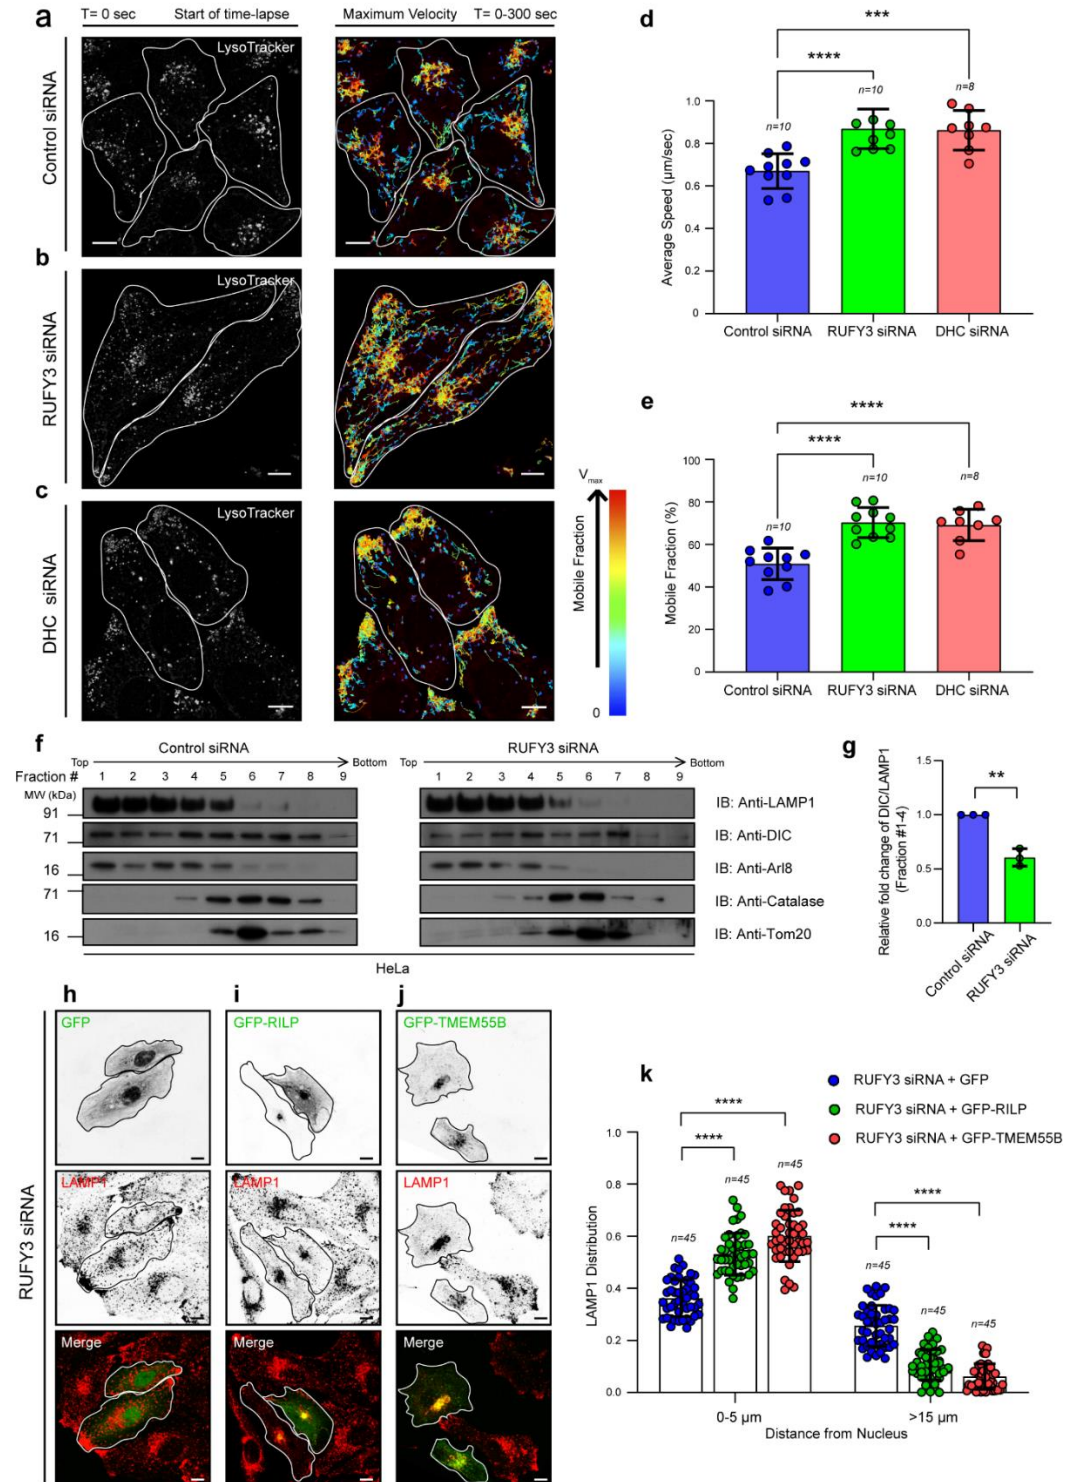 a
T= 0 sec Start of time-lapse
Maximum Velocity T= 0-300 sec
Control siRNA
LysoTracker
b
RUFY3 siRNA
LysoTracker
c
DHC siRNA
LysoTracker
Vmax
Mobile Fraction
0
d
Average Speed (µm/sec)
1.0
0.8
0.6
0.4
0.2
0
***
****
n=10
n=10
n=8
Control siRNA RUFY3 siRNA DHC siRNA
e
Mobile Fraction (%)
100
80
60
40
20
0
****
****
n=10
n=10
n=8
Control siRNA RUFY3 siRNA DHC siRNA
f
Control siRNA
RUFY3 siRNA
Top Bottom
Top Bottom
Fraction # 1 2 3 4 5 6 7 8 9
1 2 3 4 5 6 7 8 9
MW (kDa)
91
IB: Anti-LAMP1
71
IB: Anti-DIC
16
IB: Anti-Arl8
71
IB: Anti-Catalase
16
IB: Anti-Tom20
HeLa
g
Relative fold change of DIC/LAMP1
(Fraction #1-4)
1.5
1.0
0.5
0.0
**
Control siRNA
RUFY3 siRNA
RUFY3 siRNA
h
GFP
LAMP1
Merge
i
GFP-RILP
LAMP1
j
GFP-TMEM55B
LAMP1
k
RUFY3 siRNA + GFP
RUFY3 siRNA + GFP-RILP
RUFY3 siRNA + GFP-TMEM55B
LAMP1 Distribution
1.0
0.8
0.6
0.4
0.2
0.0
****
****
n=45
n=45
n=45
****
****
n=45
n=45
n=45
0-5 µm
>15 µm
Distance from Nucleus